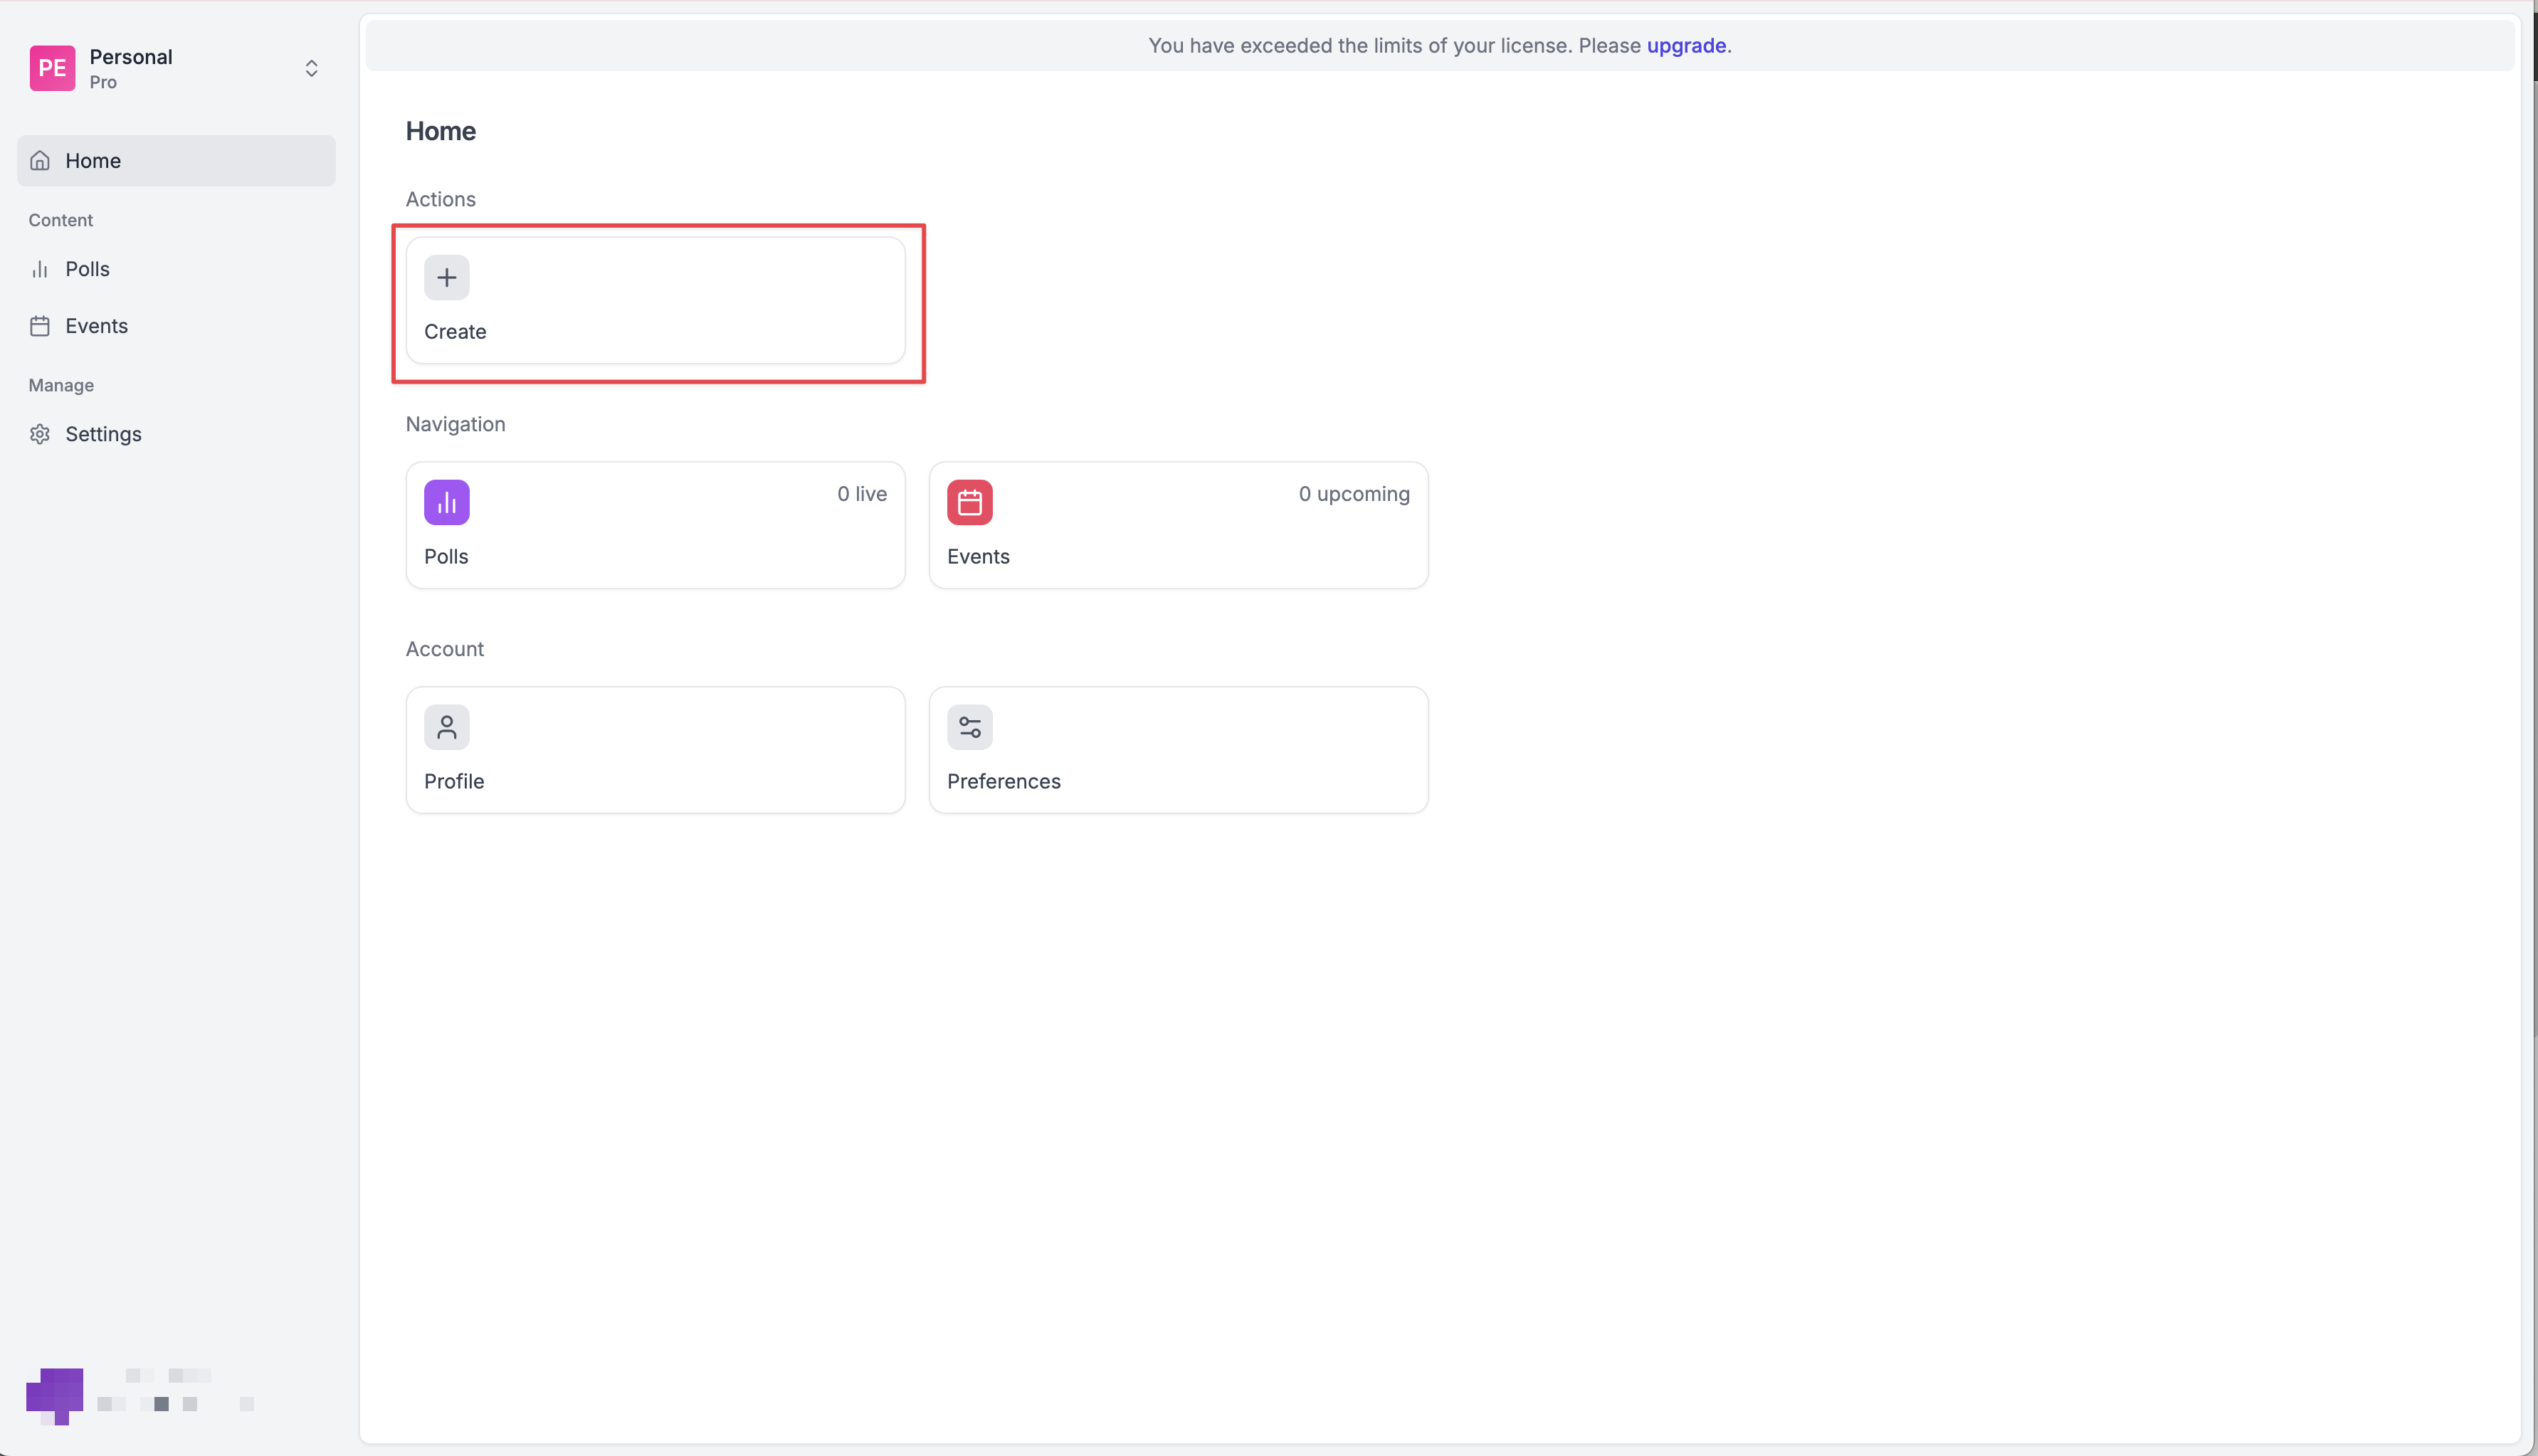 PE
Personal
Pro
Home
Content
Polls
Events
Manage
Settings
You have exceeded the limits of your license. Please upgrade.
Home
Actions
Create
Navigation
0 live
Polls
0 upcoming
Events
Account
Profile
Preferences